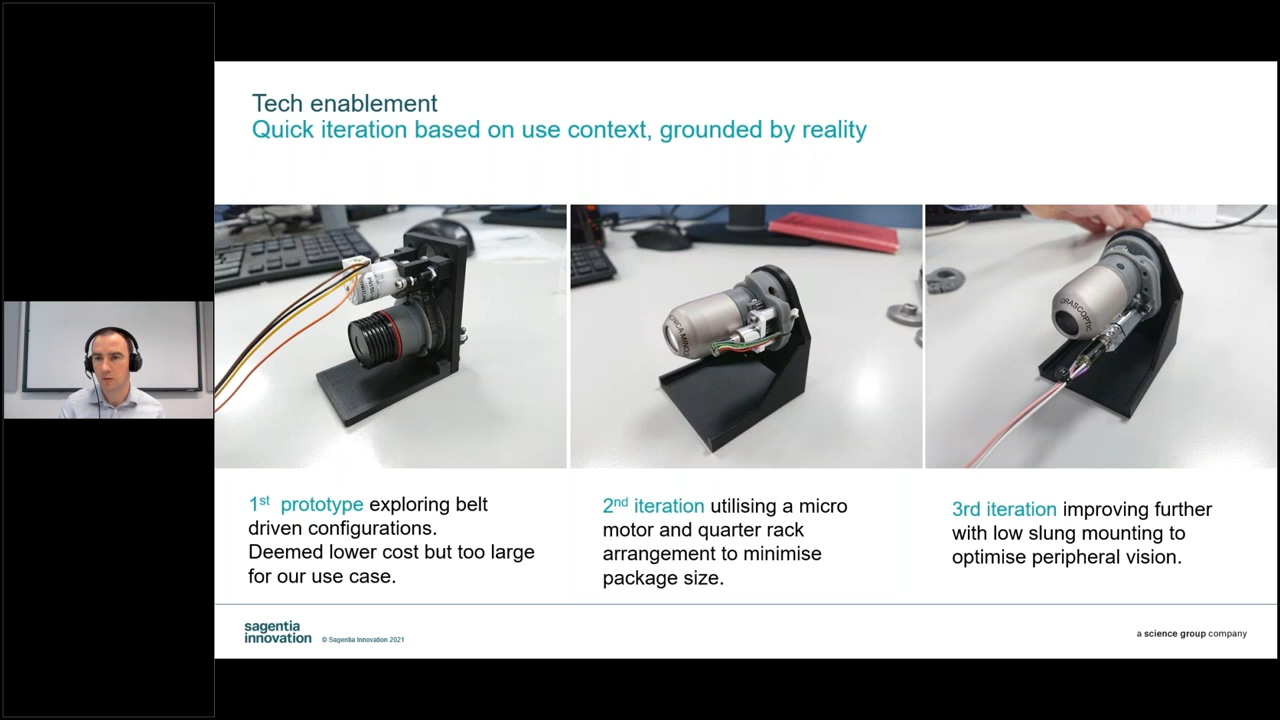 Tech enablement
Quick iteration based on use context, grounded by reality
ORASCOPTIC
1st prototype exploring belt
driven configurations.
Deemed lower cost but too large
for our use case.
2nd iteration utilising a micro
motor and quarter rack
arrangement to minimise
package size.
3rd iteration improving further
with low slung mounting to
optimise peripheral vision.
sagentia
innovation
© Sagentia Innovation 2021
a science group company